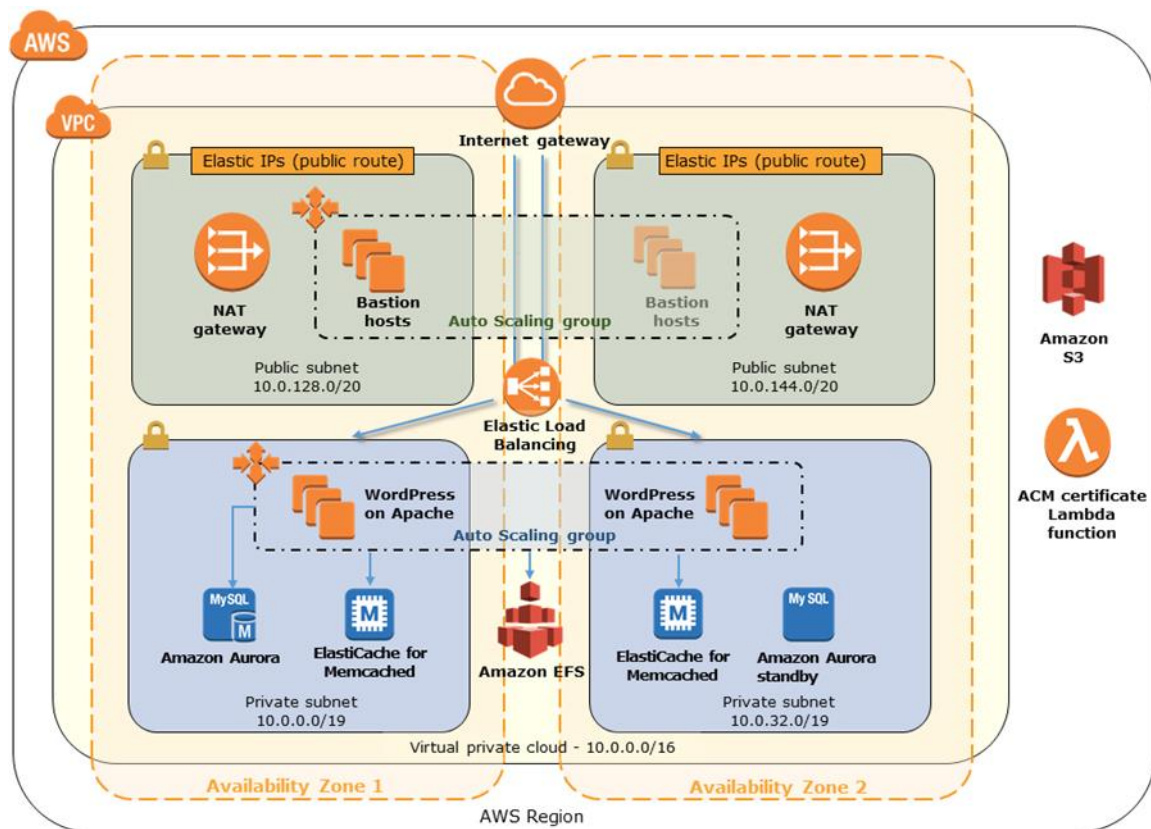 AWS
VPC
Internet gateway
Elastic IPs (public route)
Elastic IPs (public route)
NAT
gateway
Bastion
hosts
Bastion
hosts
NAT
gateway
Auto Scaling group
Public subnet
10.0.128.0/20
Public subnet
10.0.144.0/20
Amazon
S3
Elastic Load
Balancing
WordPress
on Apache
WordPress
on Apache
Auto Scaling group
ACM certificate
Lambda
function
MySQL
M
Amazon Aurora
M
ElastiCache for
Memcached
Amazon EFS
M
ElastiCache for
Memcached
My SQL
Amazon Aurora
standby
Private subnet
10.0.0.0/19
Private subnet
10.0.32.0/19
Virtual private cloud - 10.0.0.0/16
Availability Zone 1
Availability Zone 2
AWS Region